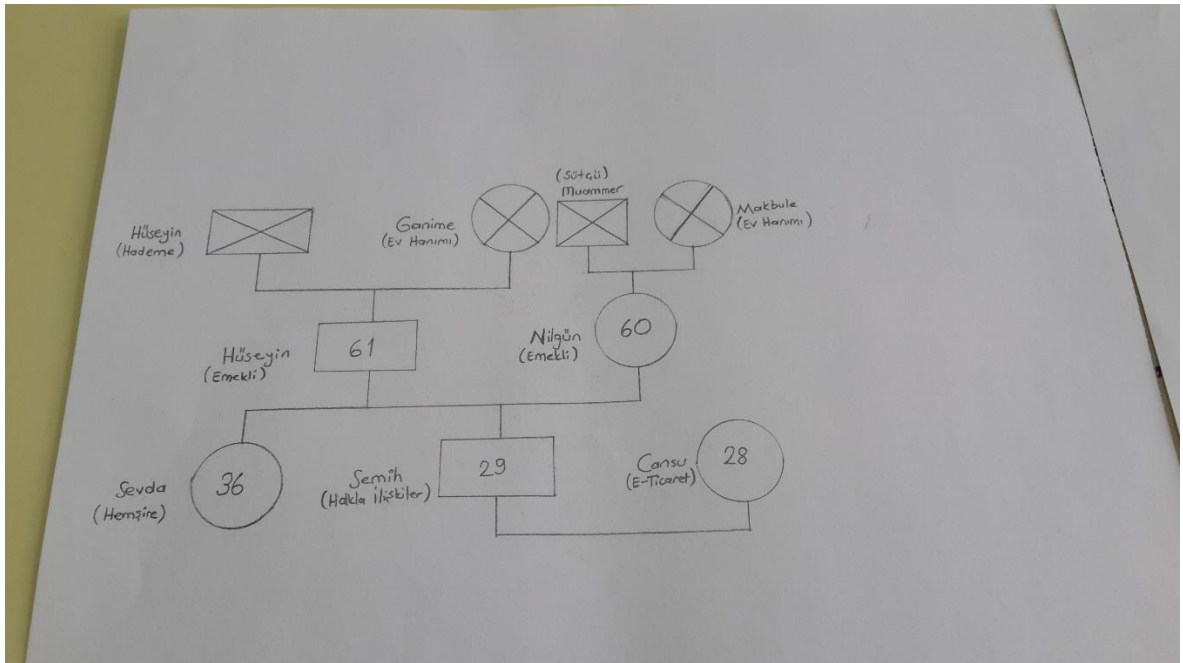 Hüseyin
(Hademe)
Ganime
(Ev Hanımı)
(Sütçü)
Muammer
Makbule
(Ev Hanımı)
Hüseyin
(Emekli)
61
Nilgün
(Emekli)
60
Sevda
(Hemşire)
36
Semih
(Halkla İlişkiler)
29
Cansu
(E-Ticaret)
28